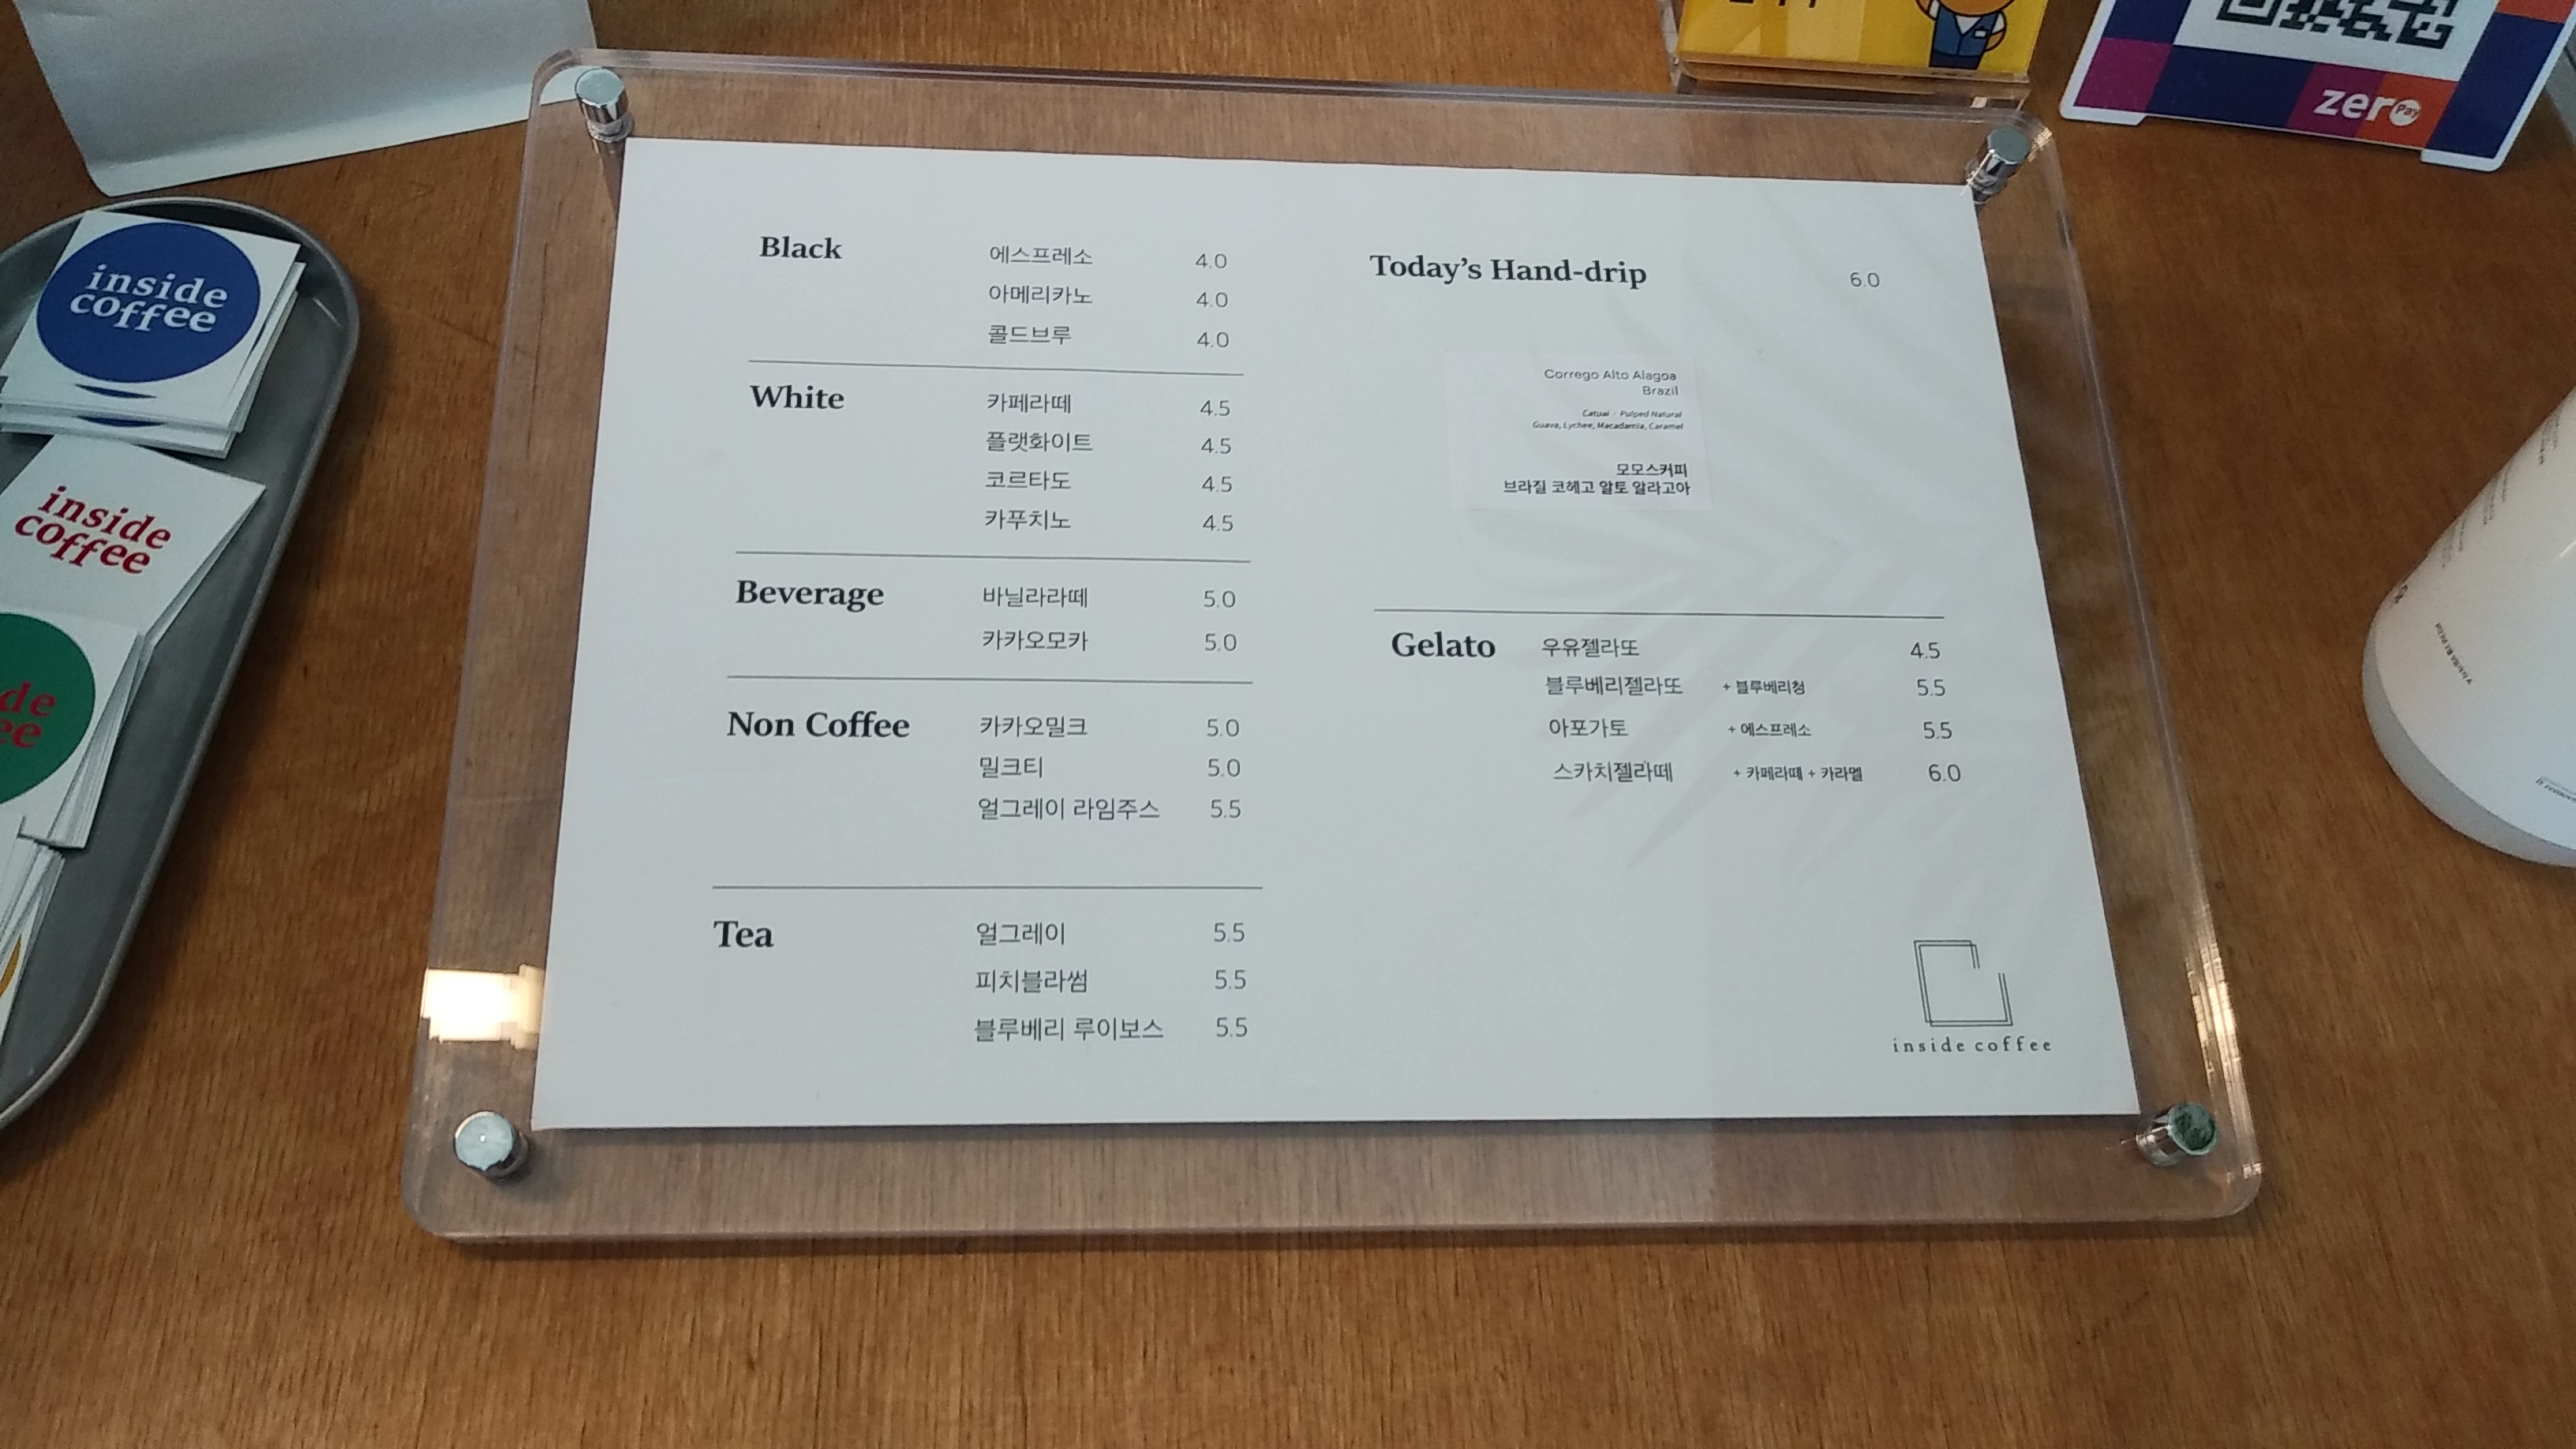 Black
에스프레소 4.0
아메리카노 4.0
콜드브루 4.0
White
카페라떼 4.5
플랫화이트 4.5
코르타도 4.5
카푸치노 4.5
Beverage
바닐라라떼 5.0
카카오모카 5.0
Non Coffee
카카오밀크 5.0
밀크티 5.0
얼그레이 라임주스 5.5
Tea
얼그레이 5.5
피치블라썸 5.5
블루베리 루이보스 5.5
Today's Hand-drip 6.0
Corrego Alto Alagoa
Brazil
Catuai · Pulped Natural
Guava, Lychee, Macadamia, Caramel
모모스커피
브라질 코헤고 알토 알라고아
Gelato
우유젤라또 4.5
블루베리젤라또 + 블루베리청 5.5
아포가토 + 에스프레소 5.5
스카치젤라떼 + 카페라떼 + 카라멜 6.0
inside coffee
inside
coffee
inside
coffee
de
ee
zero
Pay